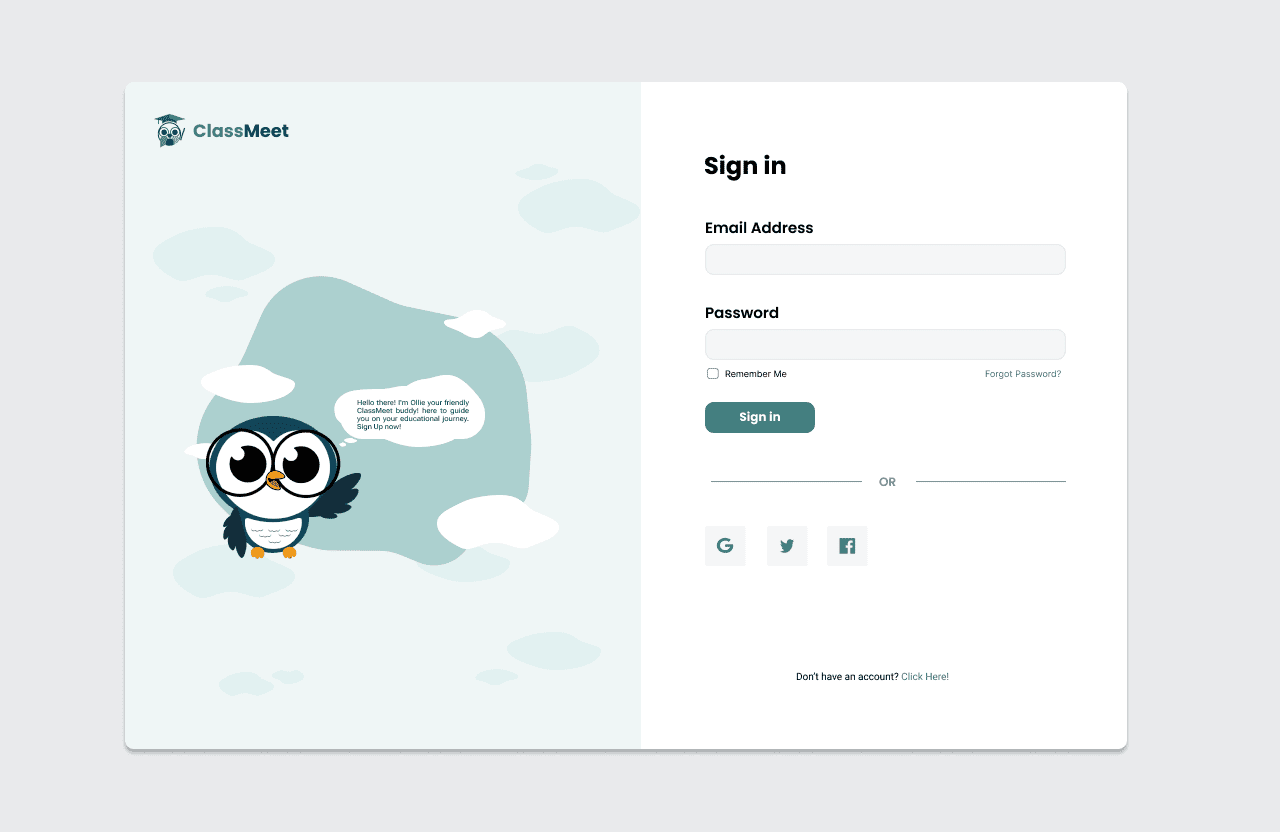 ClassMeet
Hello there! I'm Ollie your friendly
ClassMeet buddy! here to guide
you on your educational journey.
Sign Up now!
Sign in
Email Address
Password
Remember Me
Forgot Password?
Sign in
OR
Don't have an account? Click Here!